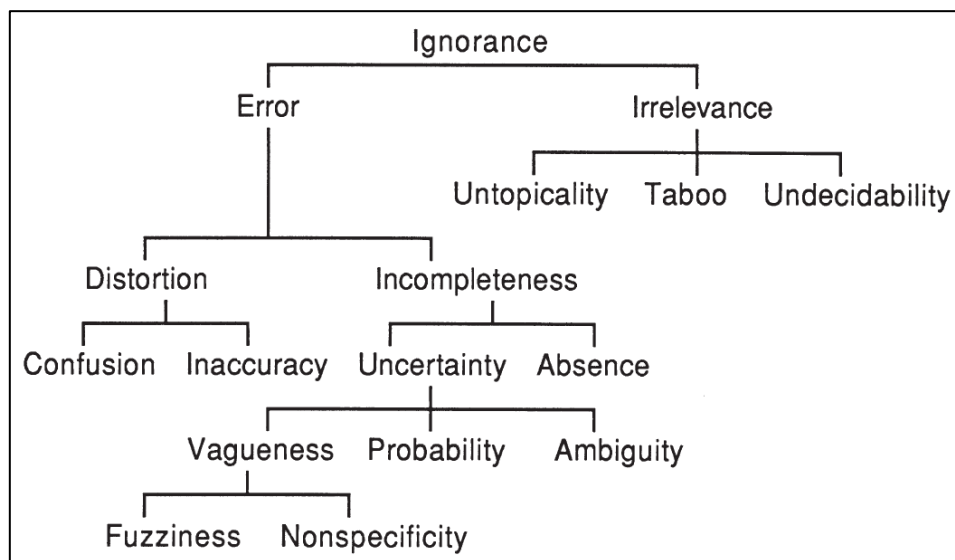 Ignorance
Error Irrelevance
Untopicality Taboo Undecidability
Distortion Incompleteness
Confusion Inaccuracy Uncertainty Absence
Vagueness Probability Ambiguity
Fuzziness Nonspecificity